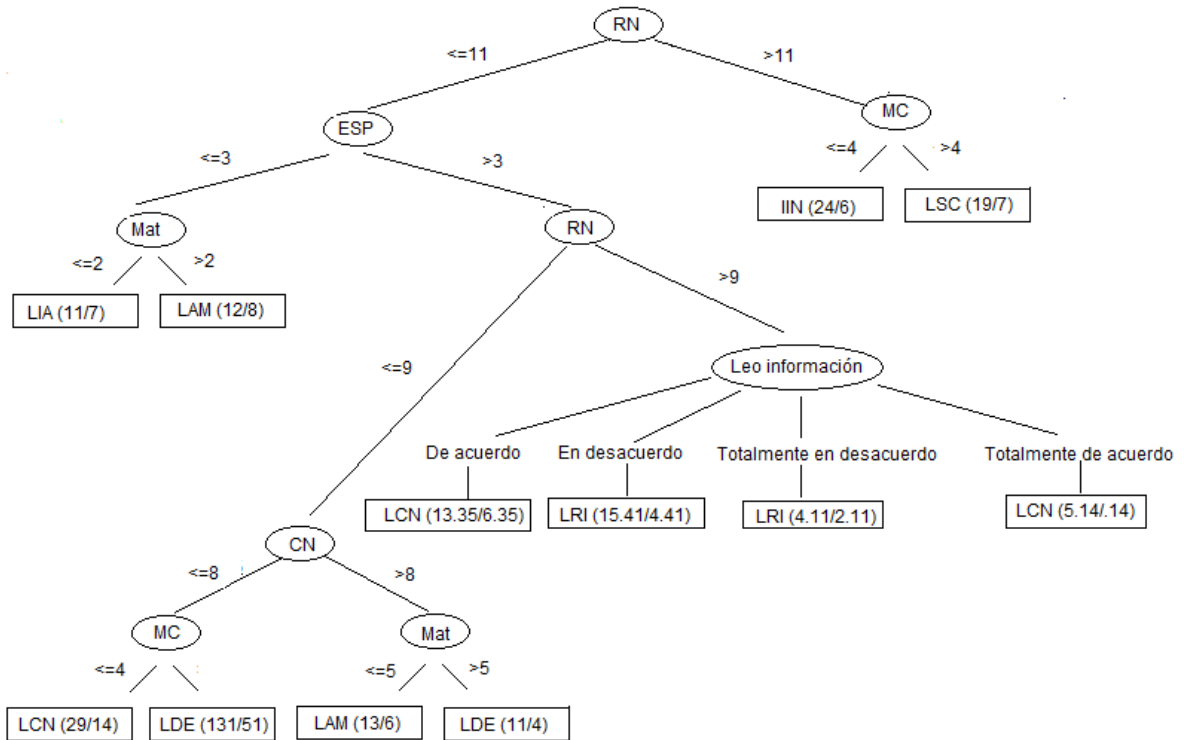 RN
<=11
>11
ESP
MC
<=3
>3
<=4
>4
IIN (24/6)
LSC (19/7)
Mat
RN
<=2
>2
>9
LIA (11/7)
LAM (12/8)
<=9
Leo información
De acuerdo
En desacuerdo
Totalmente en desacuerdo
Totalmente de acuerdo
LCN (13.35/6.35)
LRI (15.41/4.41)
LRI (4.11/2.11)
LCN (5.14/.14)
CN
<=8
>8
MC
Mat
<=4
<=5
>5
LCN (29/14)
LDE (131/51)
LAM (13/6)
LDE (11/4)